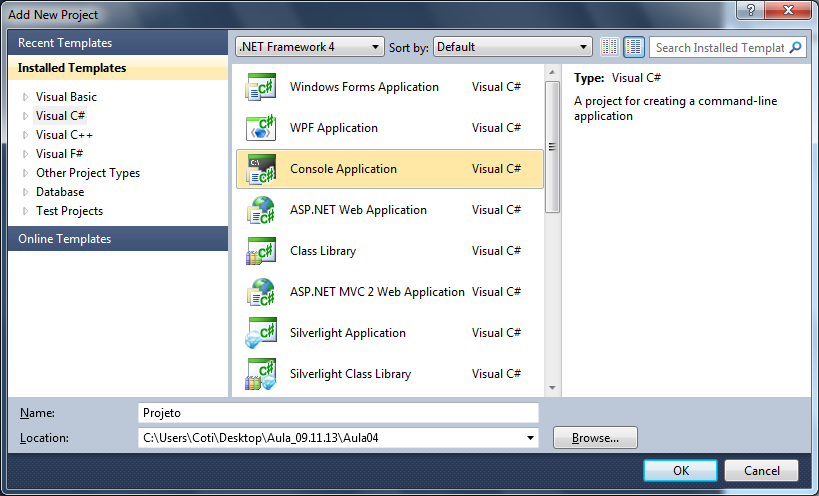 Add New Project
?
Recent Templates
Installed Templates
Visual Basic
Visual C#
Visual C++
Visual F#
Other Project Types
Database
Test Projects
Online Templates
.NET Framework 4
Sort by:
Default
Search Installed Templat
Windows Forms Application Visual C#
WPF Application Visual C#
Console Application Visual C#
ASP.NET Web Application Visual C#
Class Library Visual C#
ASP.NET MVC 2 Web Application Visual C#
Silverlight Application Visual C#
Silverlight Class Library Visual C#
Type: Visual C#
A project for creating a command-line
application
Name: Projeto
Location: C:\Users\Coti\Desktop\Aula_09.11.13\Aula04
Browse...
OK Cancel